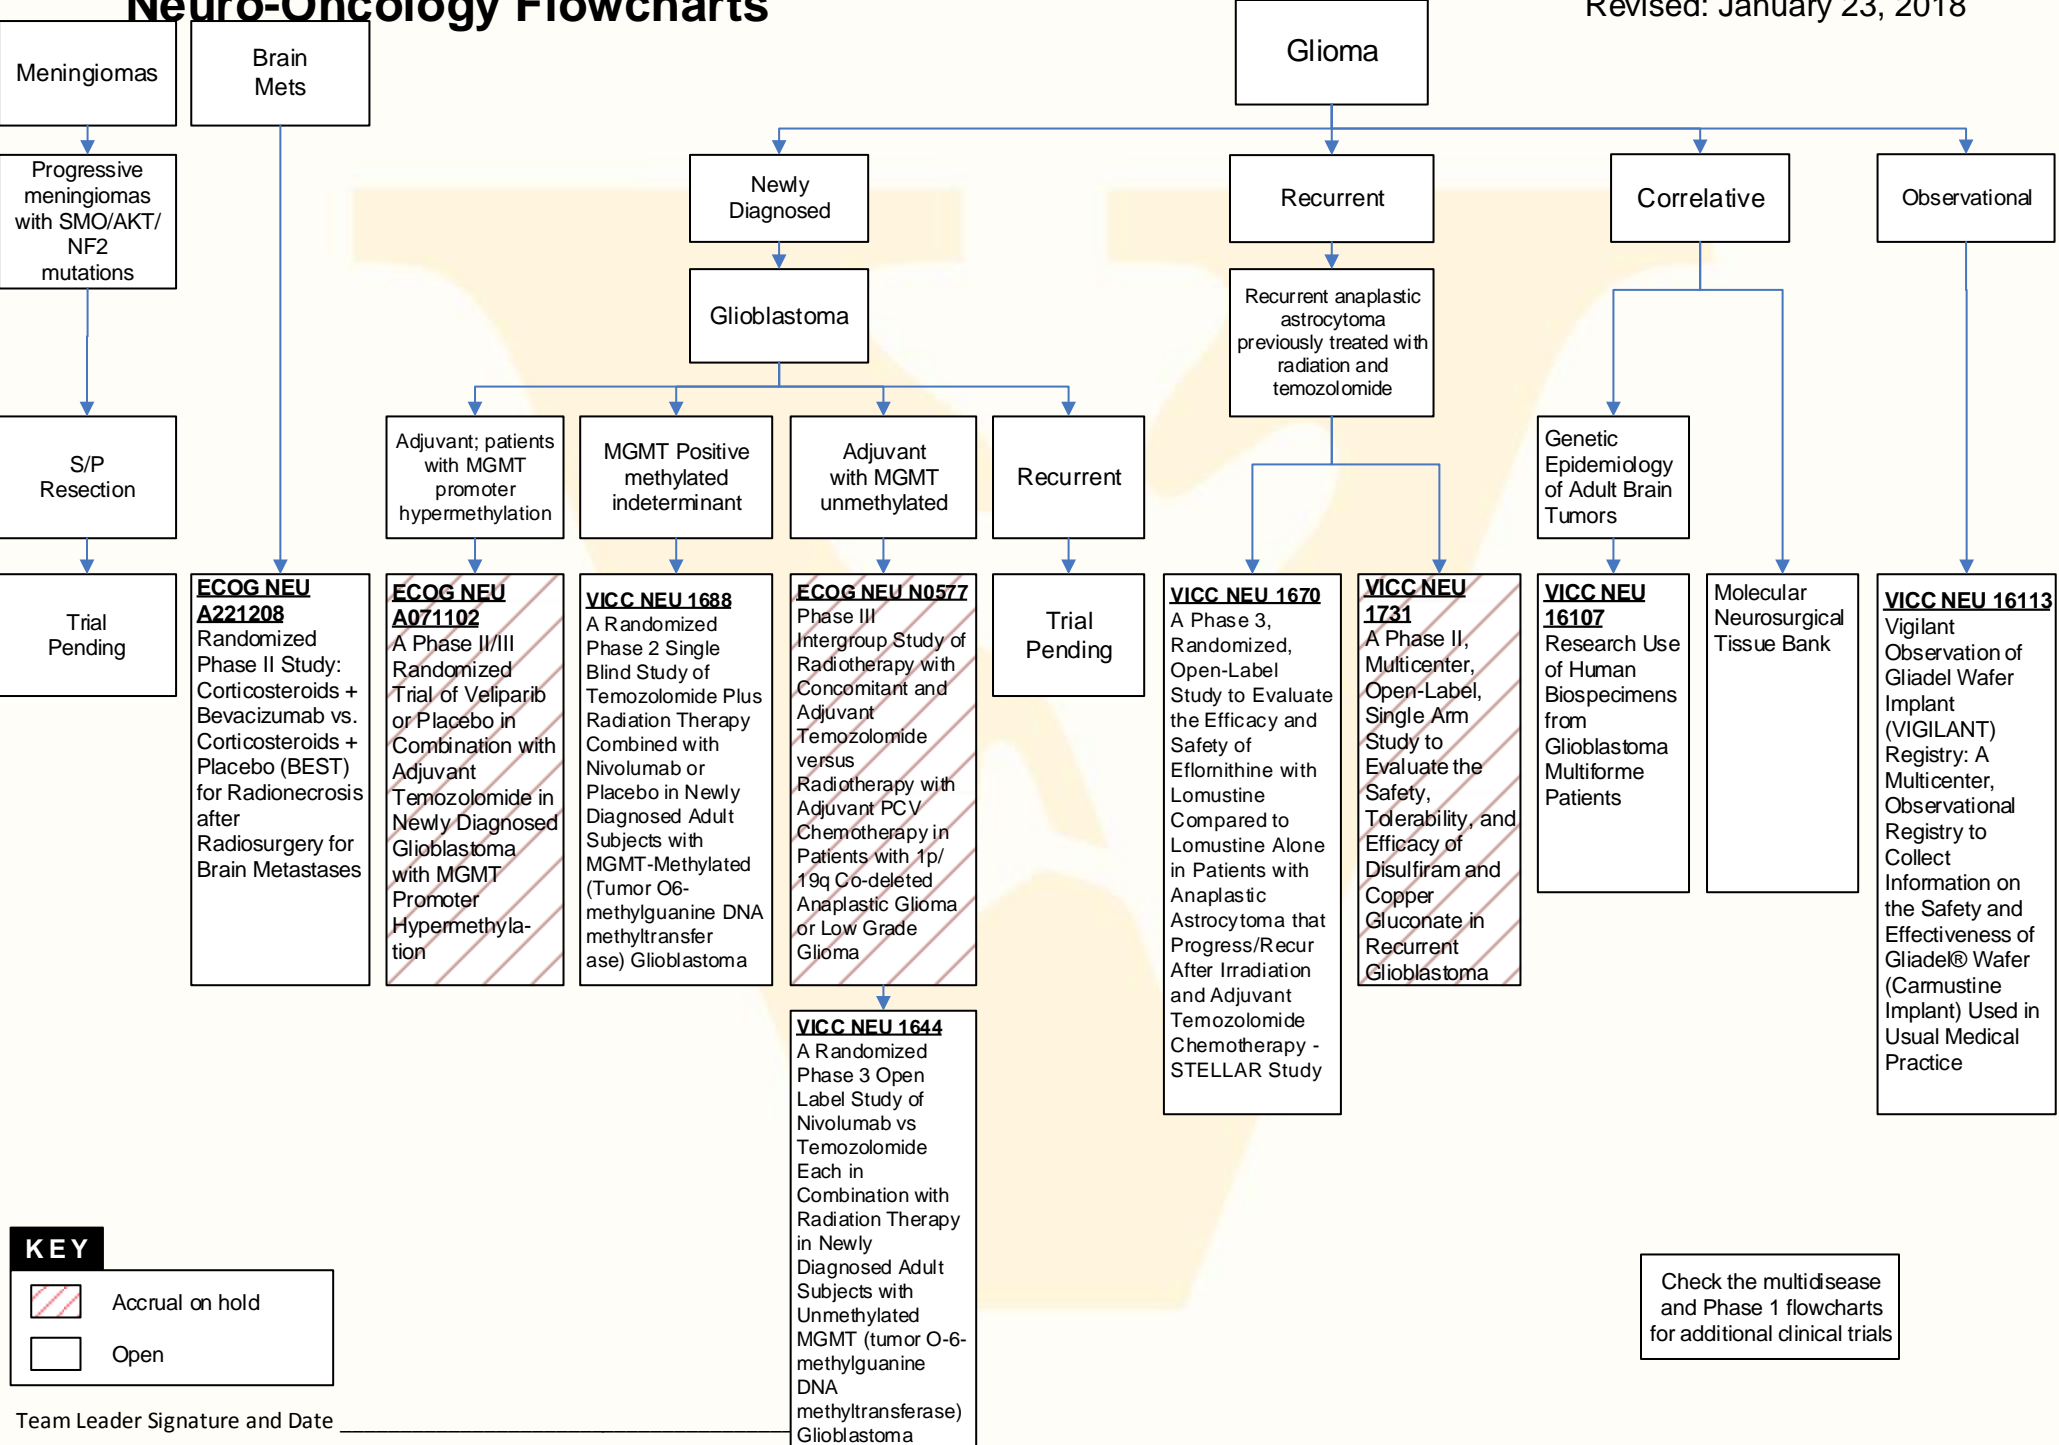 Neuro-Oncology Flowcharts
Revised: January 23, 2018
Meningiomas
Brain
Mets
Glioma
Progressive
meningiomas
with SMO/AKT/
NF2
mutations
Newly
Diagnosed
Recurrent
Correlative
Observational
Glioblastoma
Recurrent anaplastic
astrocytoma
previously treated with
radiation and
temozolomide
S/P
Resection
Adjuvant; patients
with MGMT
promoter
hypermethylation
MGMT Positive
methylated
indeterminant
Adjuvant
with MGMT
unmethylated
Recurrent
Genetic
Epidemiology
of Adult Brain
Tumors
Trial
Pending
ECOG NEU
A221208
Randomized
Phase II Study:
Corticosteroids +
Bevacizumab vs.
Corticosteroids +
Placebo (BEST)
for Radionecrosis
after
Radiosurgery for
Brain Metastases
ECOG NEU
A071102
A Phase II/III
Randomized
Trial of Veliparib
or Placebo in
Combination with
Adjuvant
Temozolomide in
Newly Diagnosed
Glioblastoma
with MGMT
Promoter
Hypermethyla-
tion
VICC NEU 1688
A Randomized
Phase 2 Single
Blind Study of
Temozolomide Plus
Radiation Therapy
Combined with
Nivolumab or
Placebo in Newly
Diagnosed Adult
Subjects with
MGMT-Methylated
(Tumor O6-
methylguanine DNA
methyltransfer
ase) Glioblastoma
ECOG NEU N0577
Phase III
Intergroup Study of
Radiotherapy with
Concomitant and
Adjuvant
Temozolomide
versus
Radiotherapy with
Adjuvant PCV
Chemotherapy in
Patients with 1p/
19q Co-deleted
Anaplastic Glioma
or Low Grade
Glioma
Trial
Pending
VICC NEU 1670
A Phase 3,
Randomized,
Open-Label
Study to Evaluate
the Efficacy and
Safety of
Eflornithine with
Lomustine
Compared to
Lomustine Alone
in Patients with
Anaplastic
Astrocytoma that
Progress/Recur
After Irradiation
and Adjuvant
Temozolomide
Chemotherapy -
STELLAR Study
VICC NEU
1731
A Phase II,
Multicenter,
Open-Label,
Single Arm
Study to
Evaluate the
Safety,
Tolerability, and
Efficacy of
Disulfiram and
Copper
Gluconate in
Recurrent
Glioblastoma
VICC NEU
16107
Research Use
of Human
Biospecimens
from
Glioblastoma
Multiforme
Patients
Molecular
Neurosurgical
Tissue Bank
VICC NEU 16113
Vigilant
Observation of
Gliadel Wafer
Implant
(VIGILANT)
Registry: A
Multicenter,
Observational
Registry to
Collect
Information on
the Safety and
Effectiveness of
Gliadel® Wafer
(Carmustine
Implant) Used in
Usual Medical
Practice
VICC NEU 1644
A Randomized
Phase 3 Open
Label Study of
Nivolumab vs
Temozolomide
Each in
Combination with
Radiation Therapy
in Newly
Diagnosed Adult
Subjects with
Unmethylated
MGMT (tumor O-6-
methylguanine
DNA
methyltransferase)
Glioblastoma
KEY
Accrual on hold
Open
Check the multidisease
and Phase 1 flowcharts
for additional clinical trials
Team Leader Signature and Date